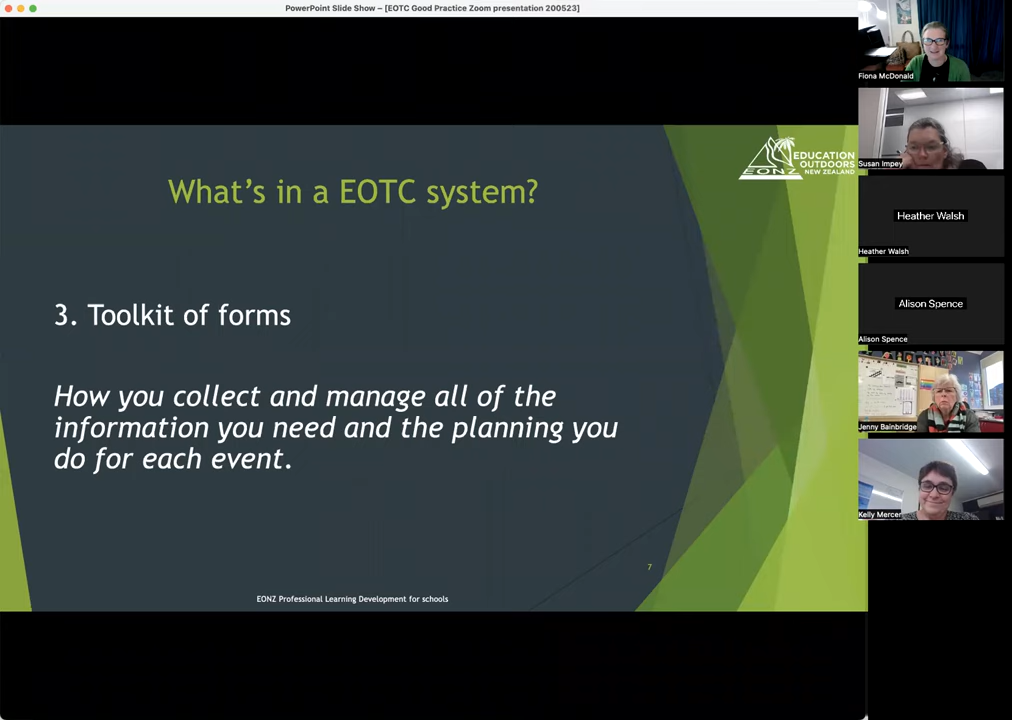 PowerPoint Slide Show – [EOTC Good Practice Zoom presentation 200523]
EDUCATION
OUTDOORS
NEW ZEALAND
EONZ
What's in a EOTC system?
3. Toolkit of forms
How you collect and manage all of the
information you need and the planning you
do for each event.
7
EONZ Professional Learning Development for schools
Fiona McDonald
Susan Impey
Heather Walsh
Heather Walsh
Alison Spence
Alison Spence
Jenny Bainbridge
Kelly Mercer